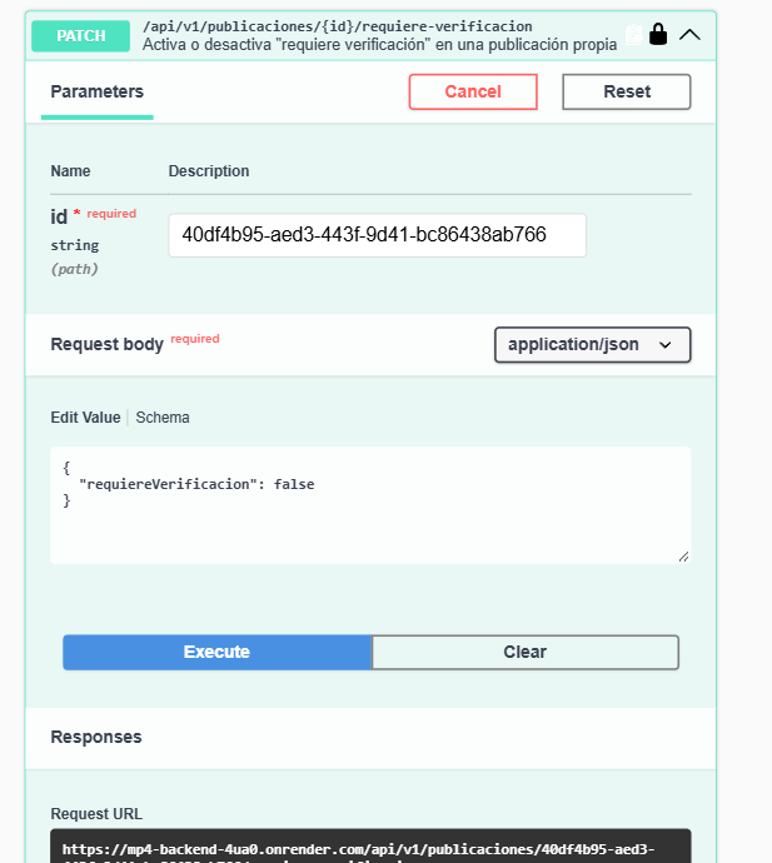 PATCH /api/v1/publicaciones/{id}/requiere-verificacion
Activa o desactiva "requiere verificación" en una publicación propia
Parameters Cancel Reset
Name Description
id * required
string
(path)
40df4b95-aed3-443f-9d41-bc86438ab766
Request body required application/json
Edit Value | Schema
{
  "requiereVerificacion": false
}
Execute Clear
Responses
Request URL
https://mp4-backend-4ua0.onrender.com/api/v1/publicaciones/40df4b95-aed3-